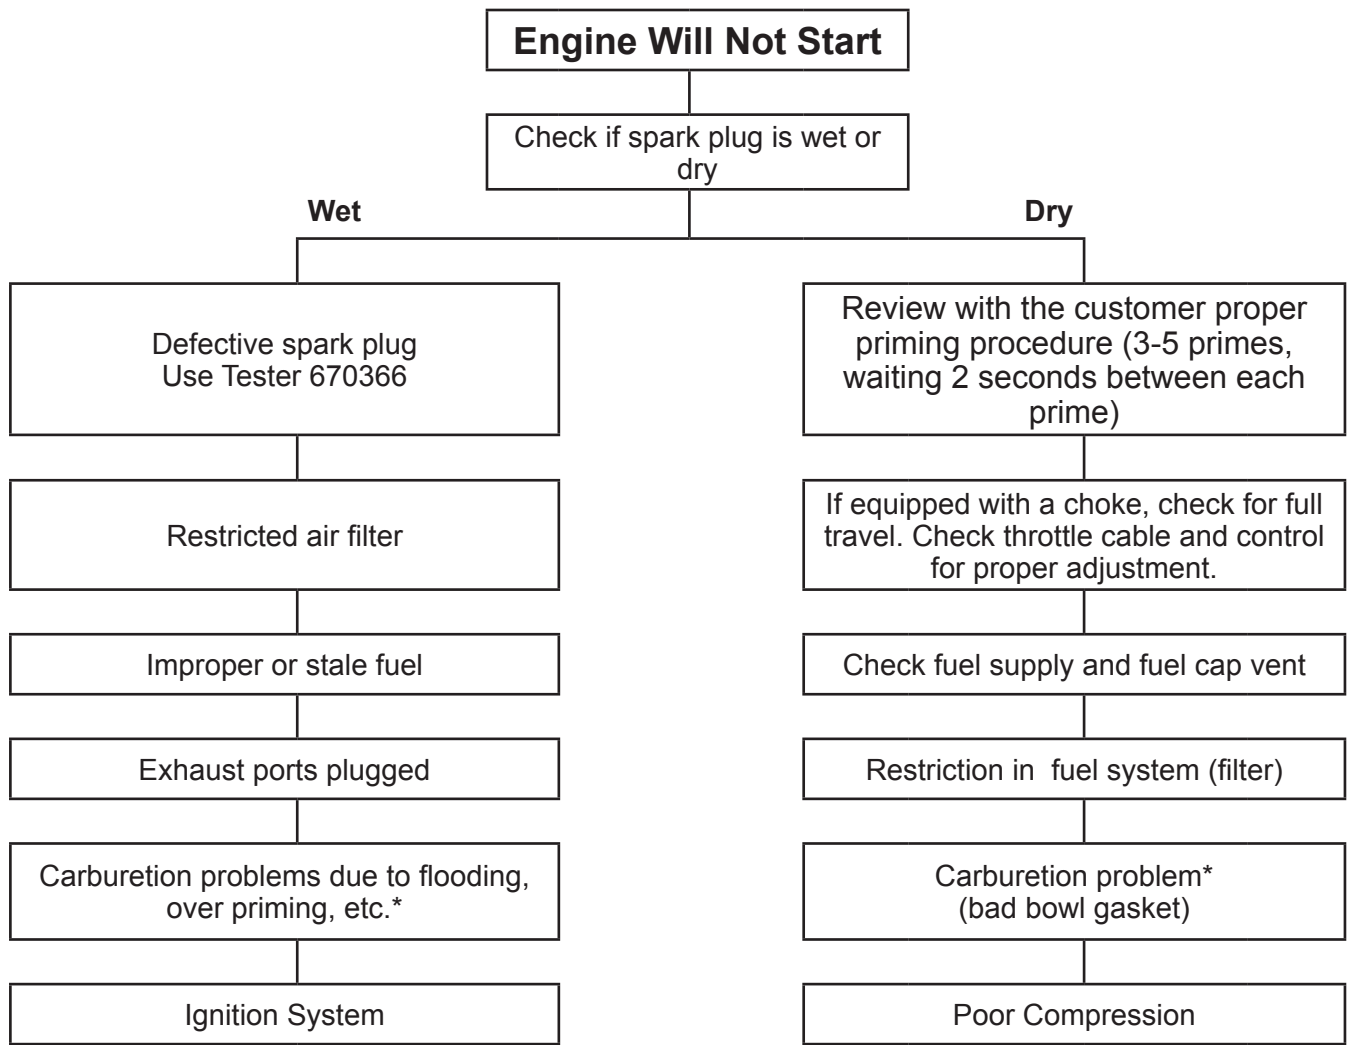 Engine Will Not Start
Check if spark plug is wet or
dry
Wet
Dry
Defective spark plug
Use Tester 670366
Restricted air filter
Improper or stale fuel
Exhaust ports plugged
Carburetion problems due to flooding,
over priming, etc.*
Ignition System
Review with the customer proper
priming procedure (3-5 primes,
waiting 2 seconds between each
prime)
If equipped with a choke, check for full
travel. Check throttle cable and control
for proper adjustment.
Check fuel supply and fuel cap vent
Restriction in fuel system (filter)
Carburetion problem*
(bad bowl gasket)
Poor Compression